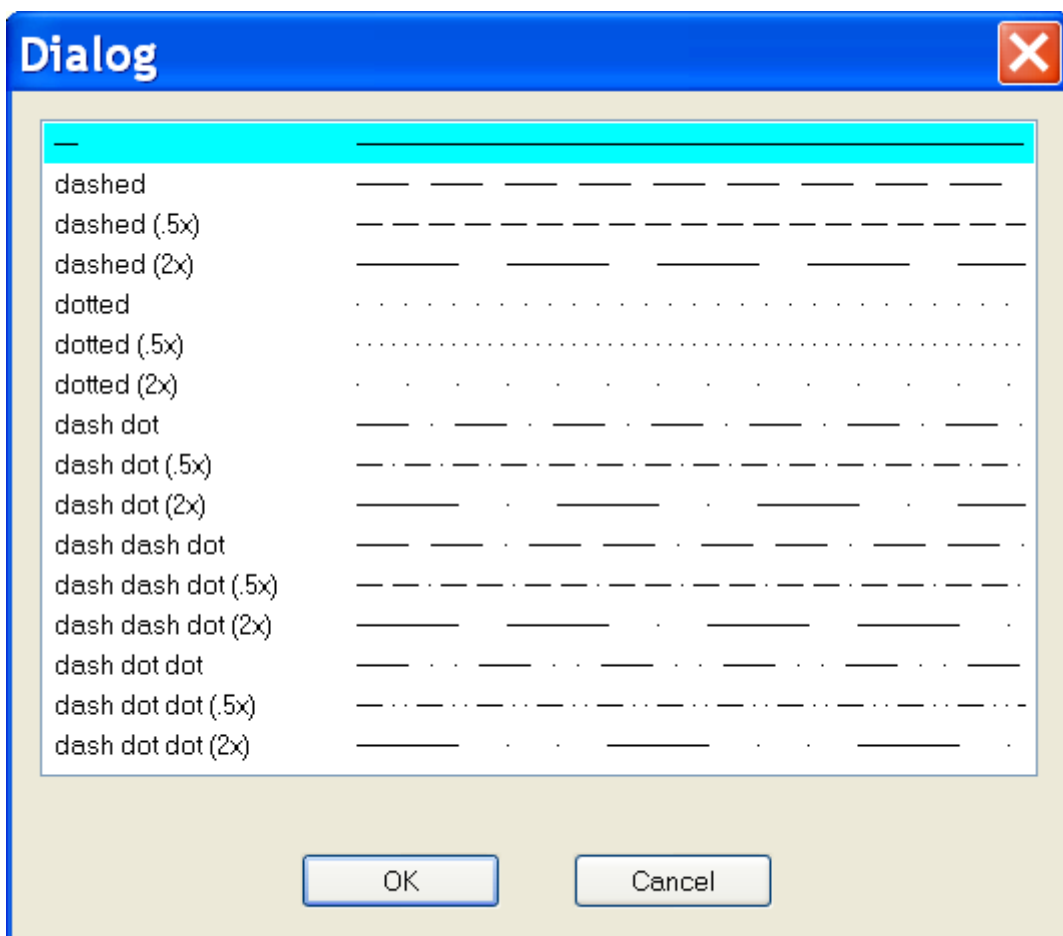 Dialog
—
dashed
dashed (.5x)
dashed (2x)
dotted
dotted (.5x)
dotted (2x)
dash dot
dash dot (.5x)
dash dot (2x)
dash dash dot
dash dash dot (.5x)
dash dash dot (2x)
dash dot dot
dash dot dot (.5x)
dash dot dot (2x)
OK
Cancel